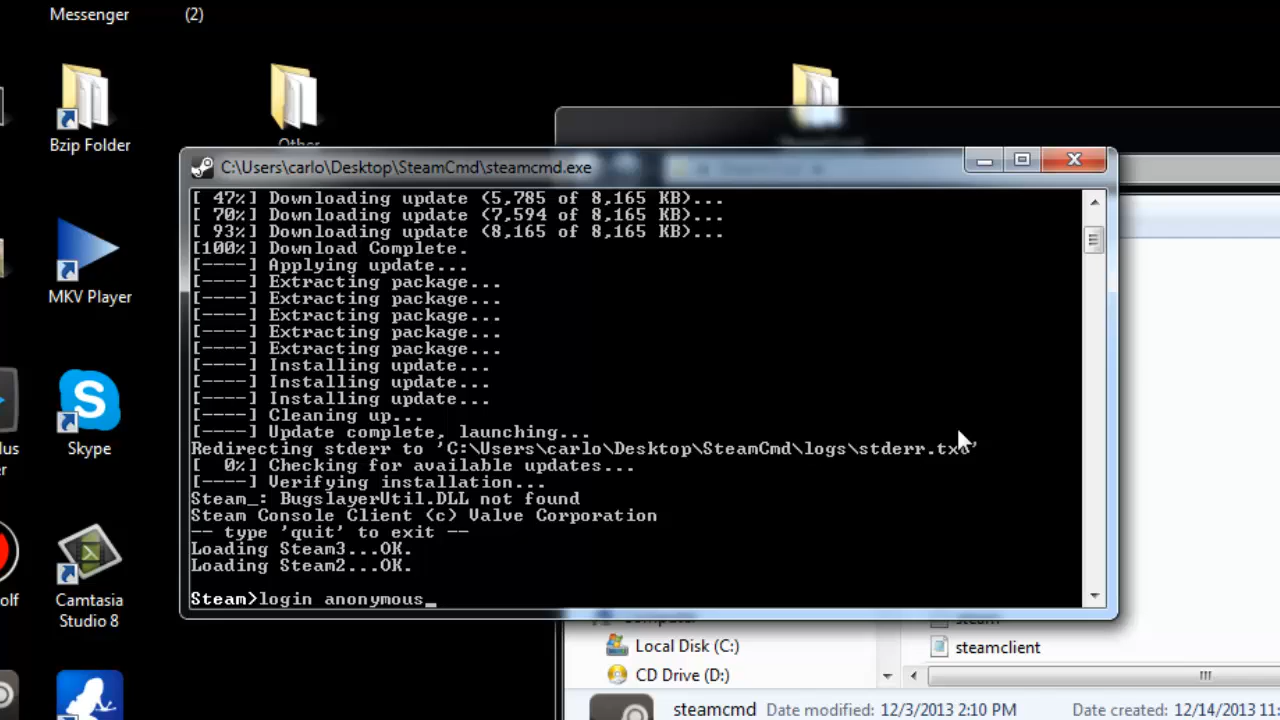 Messenger
(2)
Bzip Folder
Other
C:\Users\carlo\Desktop\SteamCmd\steamcmd.exe
[ 47%] Downloading update (5,785 of 8,165 KB)...
[ 70%] Downloading update (7,594 of 8,165 KB)...
[ 93%] Downloading update (8,165 of 8,165 KB)...
[100%] Download Complete.
[----] Applying update...
[----] Extracting package...
[----] Extracting package...
[----] Extracting package...
[----] Extracting package...
[----] Extracting package...
[----] Installing update...
[----] Installing update...
[----] Installing update...
[----] Cleaning up...
[----] Update complete, launching...
Redirecting stderr to 'C:\Users\carlo\Desktop\SteamCmd\logs\stderr.txt'
[  0%] Checking for available updates...
[----] Verifying installation...
Steam_: BugslayerUtil.DLL not found
Steam Console Client (c) Valve Corporation
-- type 'quit' to exit --
Loading Steam3...OK.
Loading Steam2...OK.
Steam>login anonymous_
MKV Player
Skype
Camtasia
Studio 8
Computer
steam
Local Disk (C:)
steamclient
CD Drive (D:)
steamcmd
Date modified: 12/3/2013 2:10 PM
Date created: 12/14/2013 11: